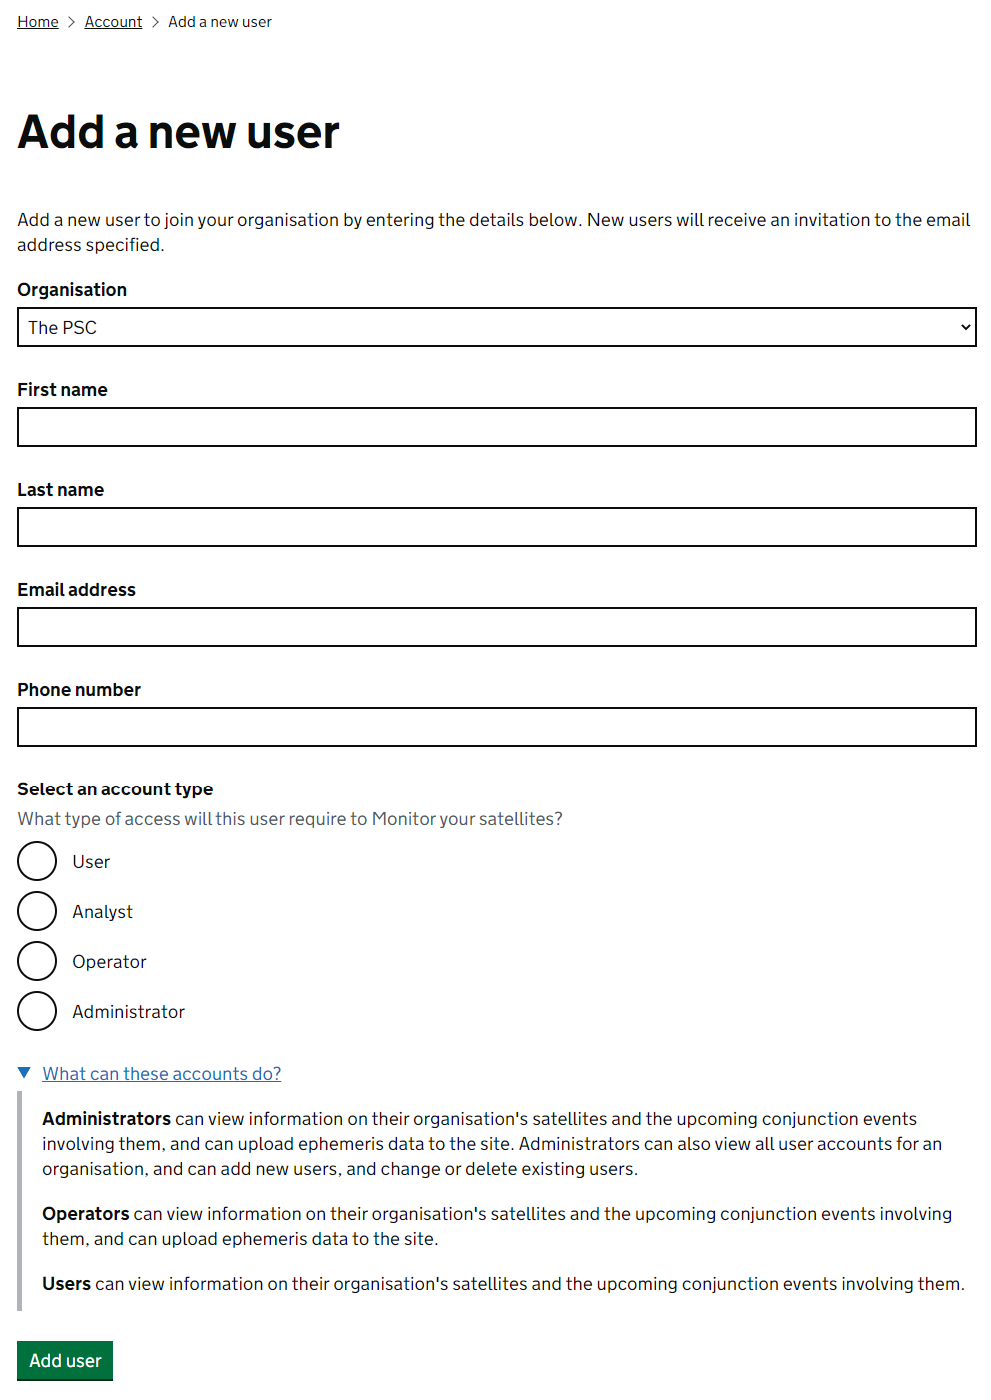 Home > Account > Add a new user
Add a new user
Add a new user to join your organisation by entering the details below. New users will receive an invitation to the email
address specified.
Organisation
The PSC
First name
Last name
Email address
Phone number
Select an account type
What type of access will this user require to Monitor your satellites?
User
Analyst
Operator
Administrator
What can these accounts do?
Administrators can view information on their organisation's satellites and the upcoming conjunction events
involving them, and can upload ephemeris data to the site. Administrators can also view all user accounts for an
organisation, and can add new users, and change or delete existing users.
Operators can view information on their organisation's satellites and the upcoming conjunction events involving
them, and can upload ephemeris data to the site.
Users can view information on their organisation's satellites and the upcoming conjunction events involving them.
Add user